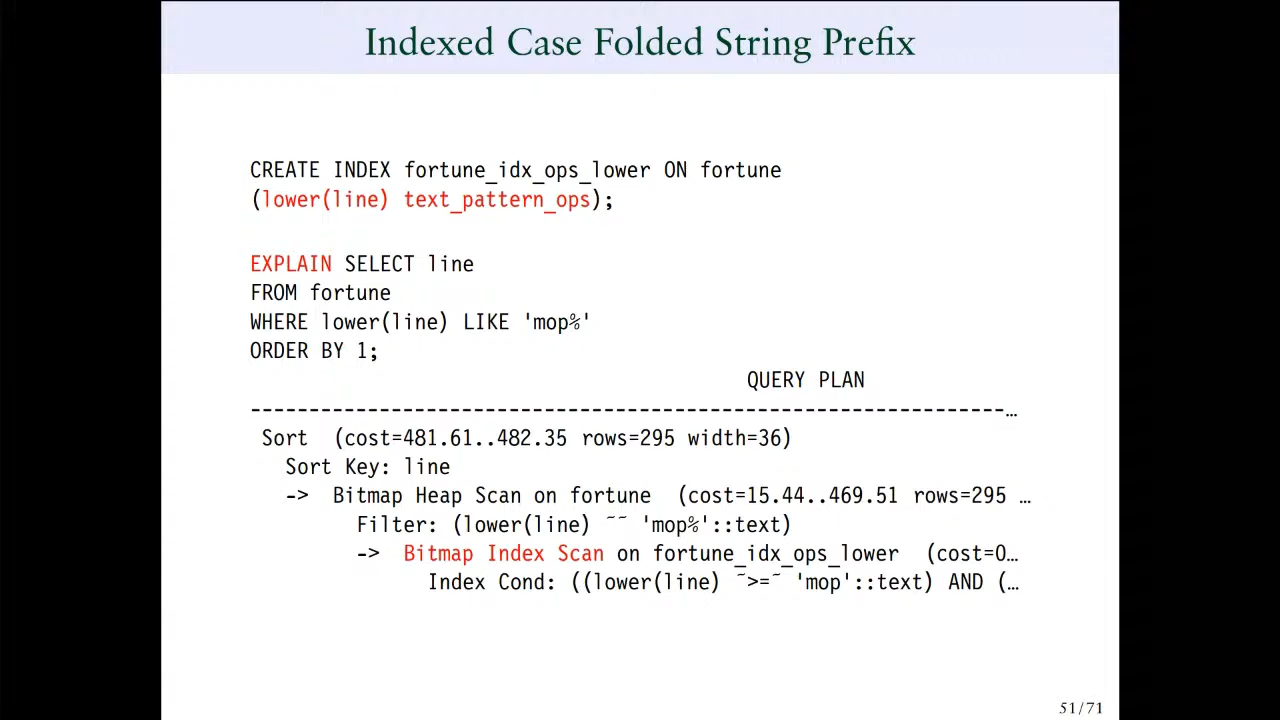 Indexed Case Folded String Prefix
CREATE INDEX fortune_idx_ops_lower ON fortune
(lower(line) text_pattern_ops);
EXPLAIN SELECT line
FROM fortune
WHERE lower(line) LIKE 'mop%'
ORDER BY 1;
QUERY PLAN
----------------------------------------------------------------…
Sort  (cost=481.61..482.35 rows=295 width=36)
Sort Key: line
->  Bitmap Heap Scan on fortune  (cost=15.44..469.51 rows=295 …
Filter: (lower(line) ~~ 'mop%'::text)
->  Bitmap Index Scan on fortune_idx_ops_lower  (cost=0…
Index Cond: ((lower(line) ~>=~ 'mop'::text) AND (…
51/71